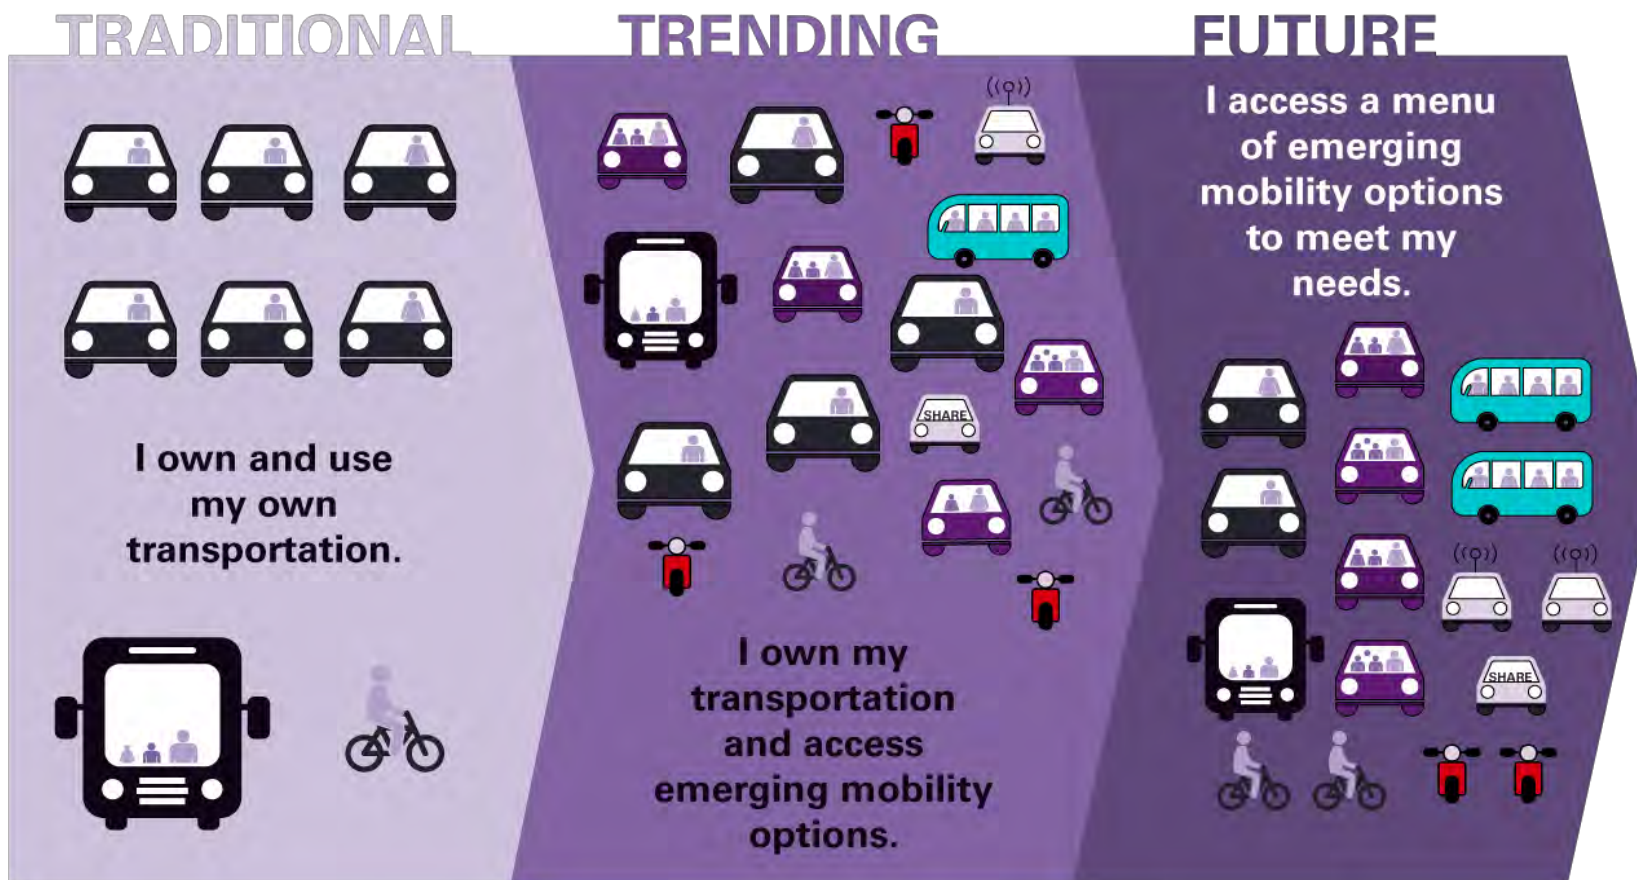 TRADITIONAL
I own and use
my own
transportation.
TRENDING
SHARE
I own my
transportation
and access
emerging mobility
options.
FUTURE
I access a menu
of emerging
mobility options
to meet my
needs.
SHARE